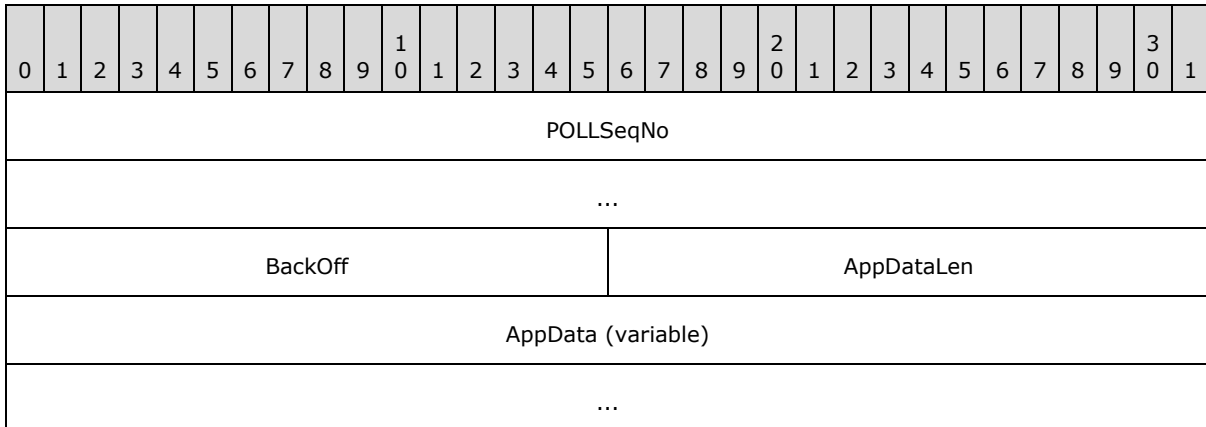 1 2 3
0 1 2 3 4 5 6 7 8 9 0 1 2 3 4 5 6 7 8 9 0 1 2 3 4 5 6 7 8 9 0 1
POLLSeqNo
...
BackOff AppDataLen
AppData (variable)
...